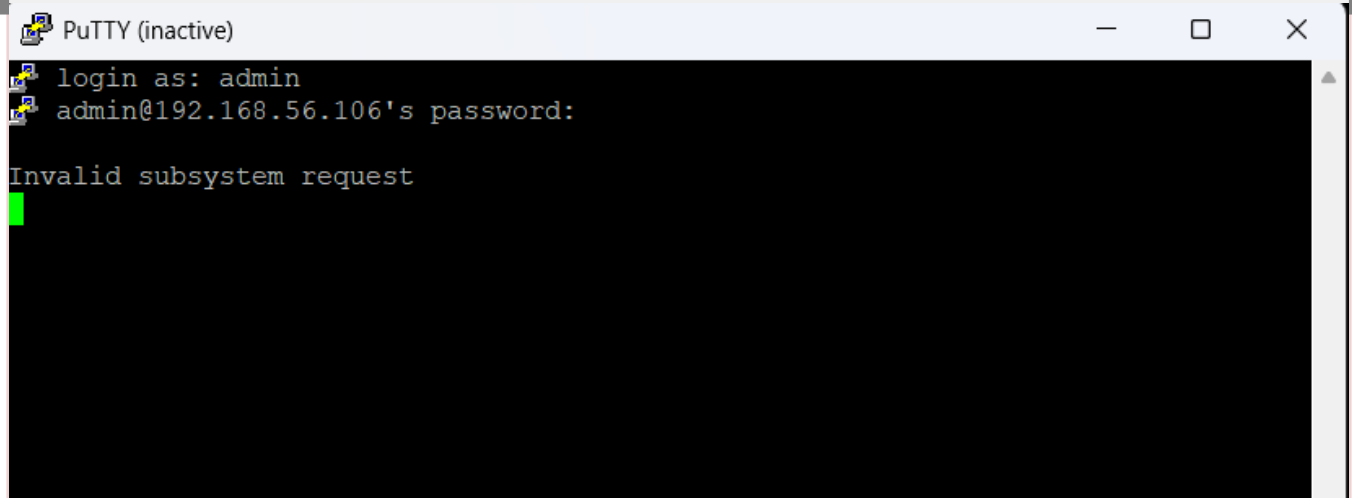 PuTTY (inactive)
login as: admin
admin@192.168.56.106's password:
Invalid subsystem request